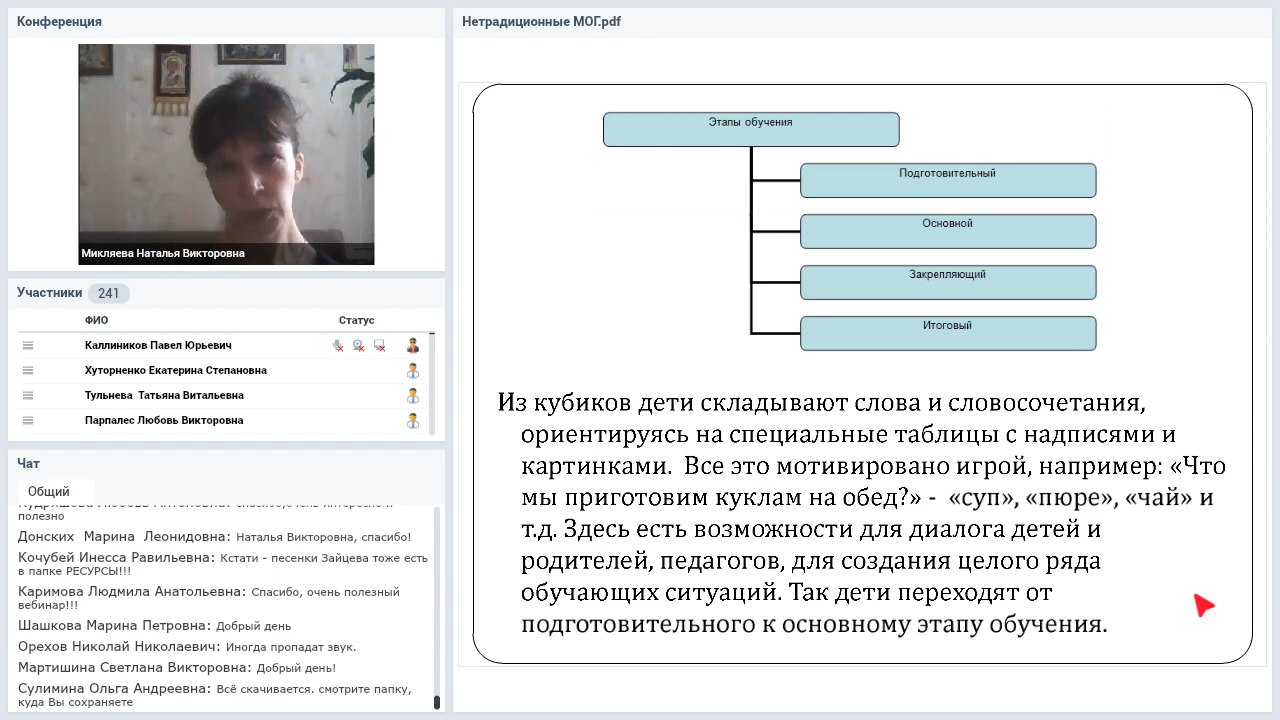 Конференция
Микляева Наталья Викторовна
Участники 241
ФИО Статус
Каллиников Павел Юрьевич
Хуторненко Екатерина Степановна
Тульнева Татьяна Витальевна
Парпалес Любовь Викторовна
Чат
Общий
полезно
Донских Марина Леонидовна: Наталья Викторовна, спасибо!
Кочубей Инесса Равильевна: Кстати - песенки Зайцева тоже есть
в папке РЕСУРСЫ!!!
Каримова Людмила Анатольевна: Спасибо, очень полезный
вебинар!!!
Шашкова Марина Петровна: Добрый день
Орехов Николай Николаевич: Иногда пропадат звук.
Мартишина Светлана Викторовна: Добрый день!
Сулимина Ольга Андреевна: Всё скачивается. смотрите папку,
куда Вы сохраняете
Нетрадиционные МОГ.pdf
Этапы обучения
Подготовительный
Основной
Закрепляющий
Итоговый
Из кубиков дети складывают слова и словосочетания,
ориентируясь на специальные таблицы с надписями и
картинками. Все это мотивировано игрой, например: «Что
мы приготовим куклам на обед?» - «суп», «пюре», «чай» и
т.д. Здесь есть возможности для диалога детей и
родителей, педагогов, для создания целого ряда
обучающих ситуаций. Так дети переходят от
подготовительного к основному этапу обучения.